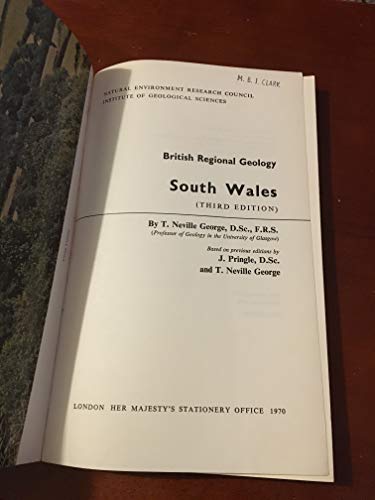 M. B. J. CLARK
NATURAL ENVIRONMENT RESEARCH COUNCIL
INSTITUTE OF GEOLOGICAL SCIENCES
British Regional Geology
South Wales
(THIRD EDITION)
By T. Neville George, D.Sc., F.R.S.
(Professor of Geology in the University of Glasgow)
Based on previous editions by
J. Pringle, D.Sc.
and T. Neville George
LONDON HER MAJESTY'S STATIONERY OFFICE 1970